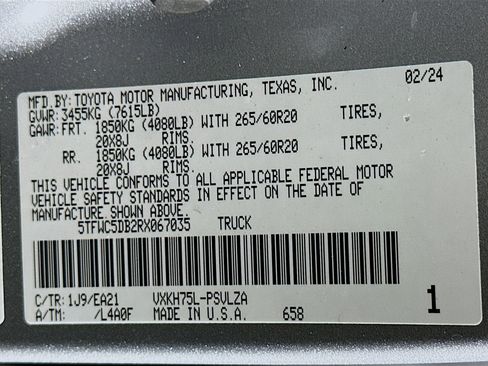 MFD.BY: TOYOTA MOTOR MANUFACTURING, TEXAS, INC. 02/24
GVWR: 3455KG (7615LB)
GAWR: FRT. 1850KG (4080LB) WITH 265/60R20 TIRES,
20X8J RIMS.
RR. 1850KG (4080LB) WITH 265/60R20 TIRES,
20X8J RIMS.
THIS VEHICLE CONFORMS TO ALL APPLICABLE FEDERAL MOTOR
VEHICLE SAFETY STANDARDS IN EFFECT ON THE DATE OF
MANUFACTURE SHOWN ABOVE.
5TFWC5DB2RX067035 TRUCK
C/TR: 1J9/EA21 VXKH75L-PSVLZA 1
A/TM: /L4A0F MADE IN U.S.A. 658